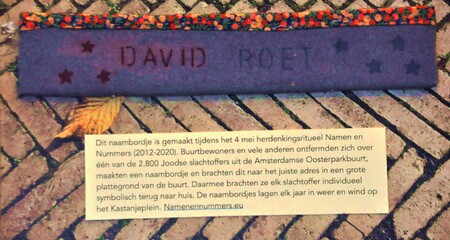 DAVID ROET
Dit naambordje is gemaakt tijdens het 4 mei herdenkingsritueel Namen en
Nummers (2012-2020). Buurtbewoners en vele anderen ontfermden zich over
één van de 2.800 Joodse slachtoffers uit de Amsterdamse Oosterparkbuurt,
maakten een naambordje en brachten dit naar het juiste adres in een grote
plattegrond van de buurt. Daarmee brachten ze elk slachtoffer individueel
symbolisch terug naar huis. De naambordjes lagen elk jaar in weer en wind op
het Kastanjeplein. Namenennummers.eu